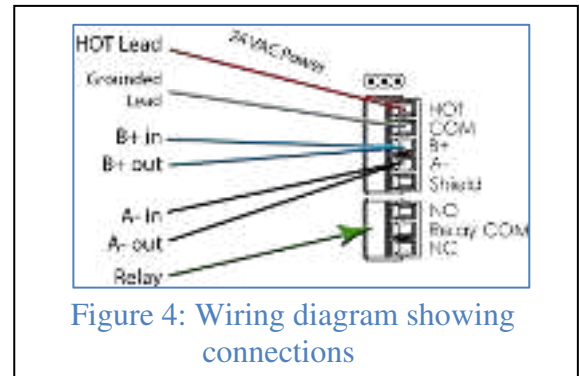 HOT Lead
24 VAC Power
Grounded
Lead
B+ in
B+ out
A- in
A- out
Relay
HOT
COM
B+
A-
Shield
NO
Relay COM
NC
Figure 4: Wiring diagram showing
connections